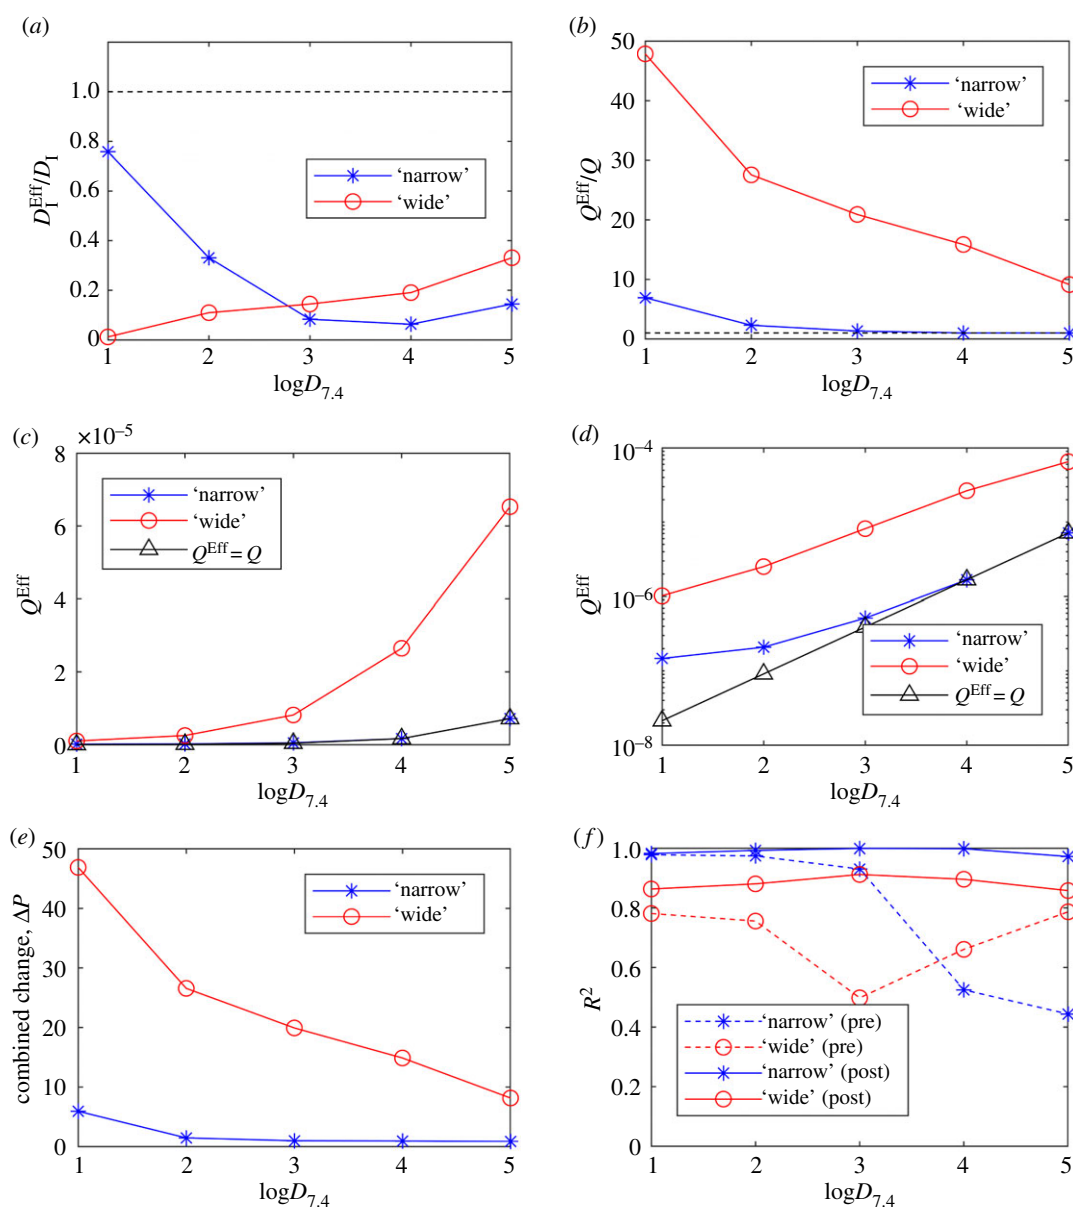 (a)
1.0
0.8
0.6
0.4
0.2
0
D_I^Eff/D_I
'narrow'
'wide'
1 2 3 4 5
logD_7.4
(b)
50
40
30
20
10
0
Q^Eff/Q
'narrow'
'wide'
1 2 3 4 5
logD_7.4
(c)
×10^−5
8
6
4
2
0
Q^Eff
'narrow'
'wide'
Q^Eff = Q
1 2 3 4 5
logD_7.4
(d)
10^−4
10^−6
10^−8
Q^Eff
'narrow'
'wide'
Q^Eff = Q
1 2 3 4 5
logD_7.4
(e)
50
40
30
20
10
0
combined change, ΔP
'narrow'
'wide'
1 2 3 4 5
logD_7.4
(f)
1.0
0.8
0.6
0.4
0.2
0
R^2
'narrow' (pre)
'wide' (pre)
'narrow' (post)
'wide' (post)
1 2 3 4 5
logD_7.4